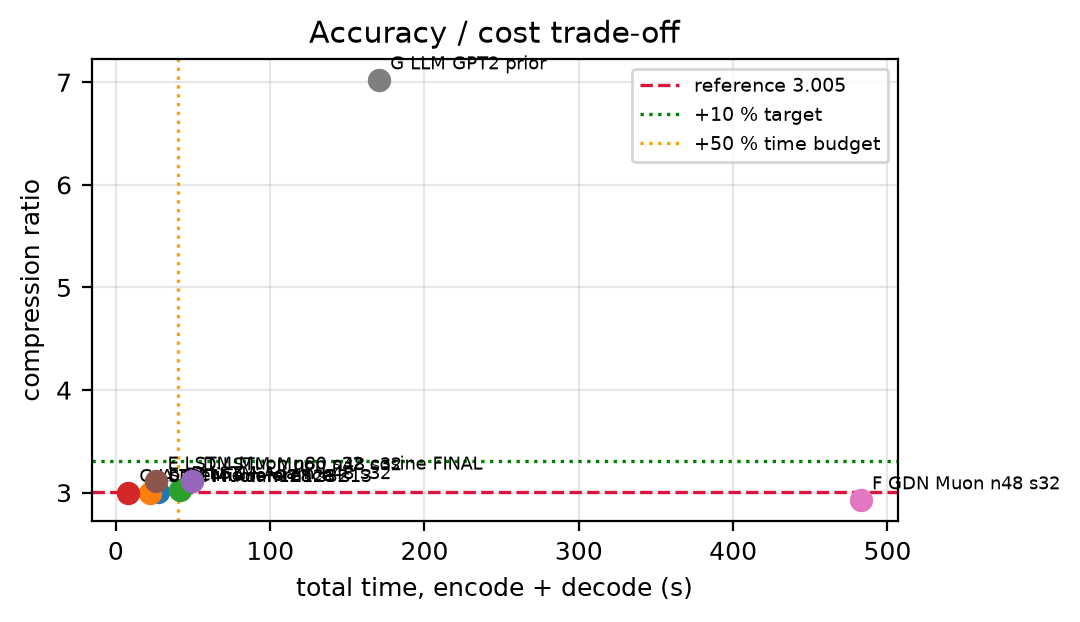 Accuracy / cost trade-off
G LLM GPT2 prior
reference 3.005
+10 % target
+50 % time budget
compression ratio
7
6
5
4
3
FINAL
F GDN Muon n48 s32
0
100
200
300
400
500
total time, encode + decode (s)